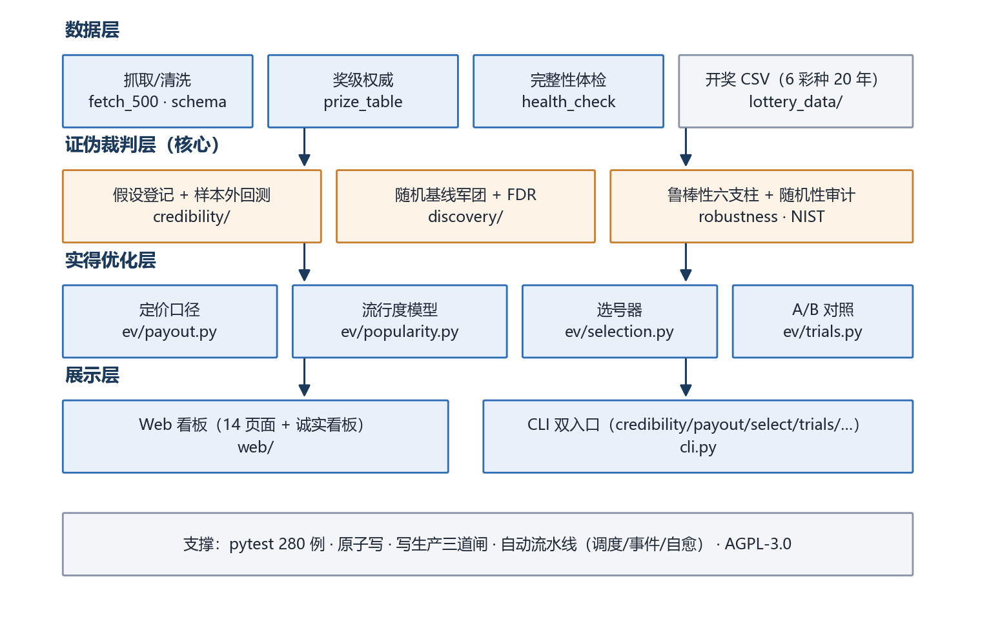 数据层
抓取/清洗
fetch_500 · schema
奖级权威
prize_table
完整性体检
health_check
开奖 CSV（6 彩种 20 年）
lottery_data/
证伪裁判层（核心）
假设登记 + 样本外回测
credibility/
随机基线军团 + FDR
discovery/
鲁棒性六支柱 + 随机性审计
robustness · NIST
实得优化层
定价口径
ev/payout.py
流行度模型
ev/popularity.py
选号器
ev/selection.py
A/B 对照
ev/trials.py
展示层
Web 看板（14 页面 + 诚实看板）
web/
CLI 双入口（credibility/payout/select/trials/…）
cli.py
支撑：pytest 280 例 · 原子写 · 写生产三道闸 · 自动流水线（调度/事件/自愈） · AGPL-3.0